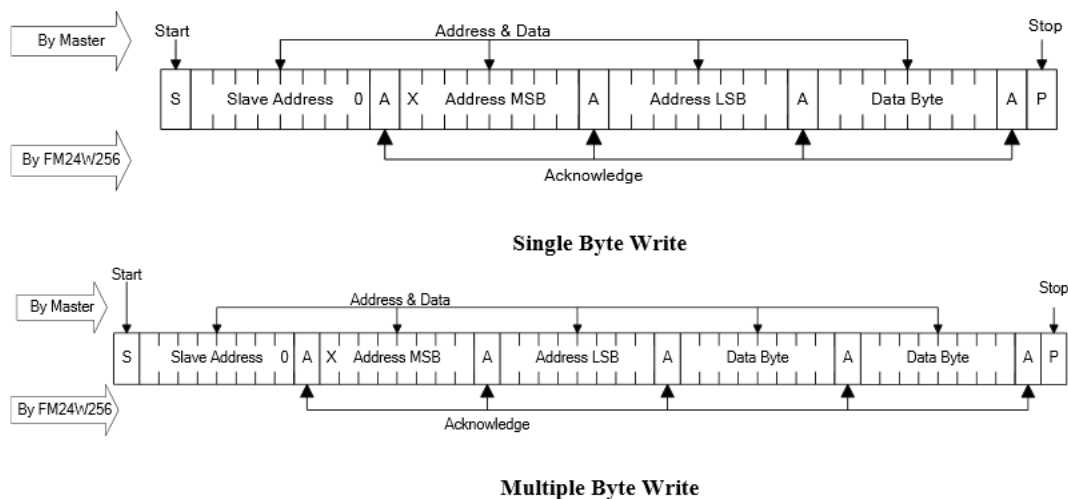 Start Address & Data Stop
By Master
S Slave Address 0 A X Address MSB A Address LSB A Data Byte A P
By FM24W256
Acknowledge
Single Byte Write
Start
By Master Address & Data Stop
S Slave Address 0 A X Address MSB A Address LSB A Data Byte A Data Byte A P
By FM24W256
Acknowledge
Multiple Byte Write